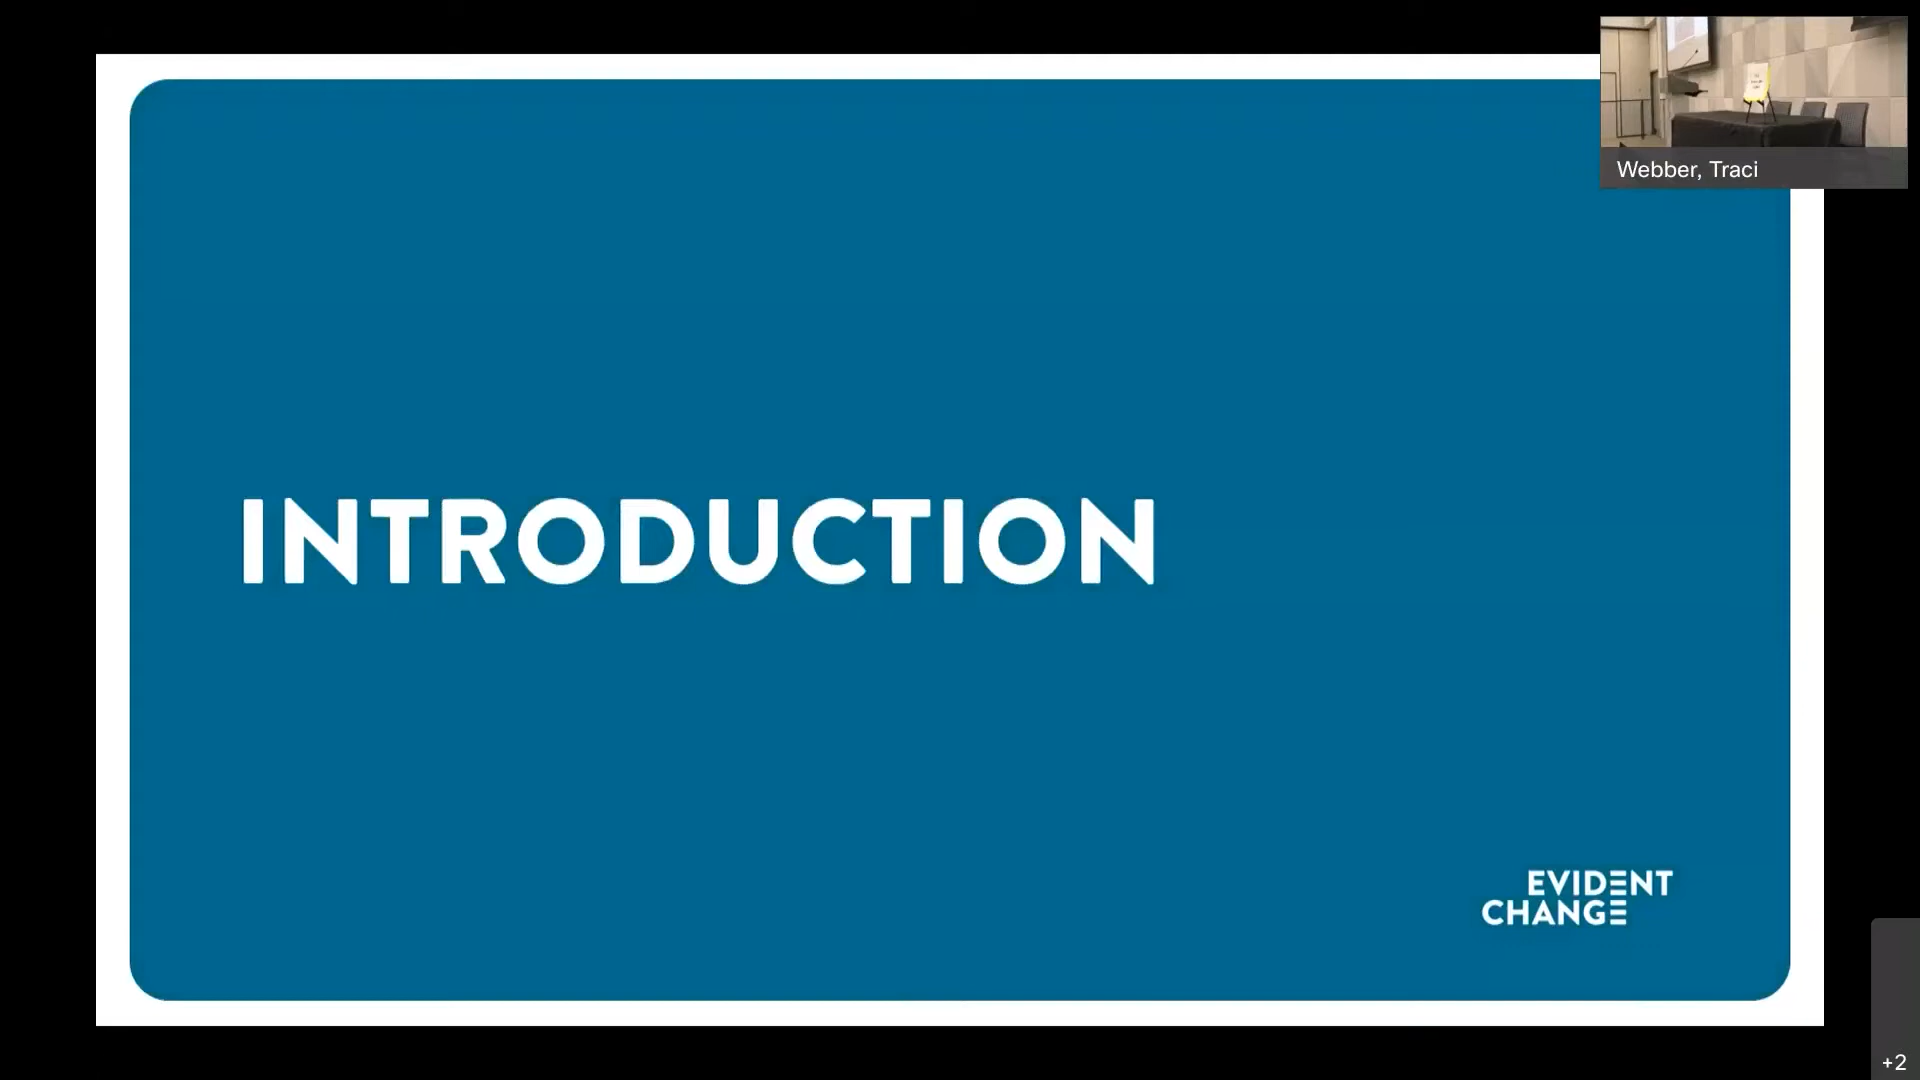 Webber, Traci
INTRODUCTION
EVIDENT
CHANGE
+2